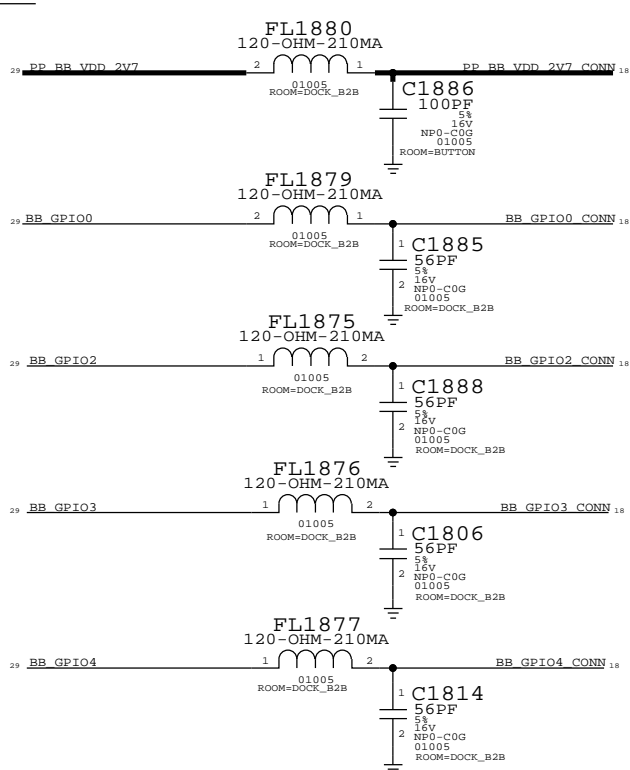 FL1880
120-OHM-210MA
29 PP_BB_VDD_2V7 2 1 PP_BB_VDD_2V7_CONN 18
01005
ROOM=DOCK_B2B
C1886
100PF
5%
16V
NP0-C0G
01005
ROOM=BUTTON
FL1879
120-OHM-210MA
29 BB_GPIO0 2 1 BB_GPIO0_CONN 18
01005
ROOM=DOCK_B2B
1 C1885
56PF
5%
16V
2 NP0-C0G
01005
ROOM=DOCK_B2B
FL1875
120-OHM-210MA
29 BB_GPIO2 1 2 BB_GPIO2_CONN 18
01005
ROOM=DOCK_B2B
1 C1888
56PF
5%
16V
2 NP0-C0G
01005
ROOM=DOCK_B2B
FL1876
120-OHM-210MA
29 BB_GPIO3 1 2 BB_GPIO3_CONN 18
01005
ROOM=DOCK_B2B
1 C1806
56PF
5%
16V
2 NP0-C0G
01005
ROOM=DOCK_B2B
FL1877
120-OHM-210MA
29 BB_GPIO4 1 2 BB_GPIO4_CONN 18
01005
ROOM=DOCK_B2B
1 C1814
56PF
5%
16V
2 NP0-C0G
01005
ROOM=DOCK_B2B